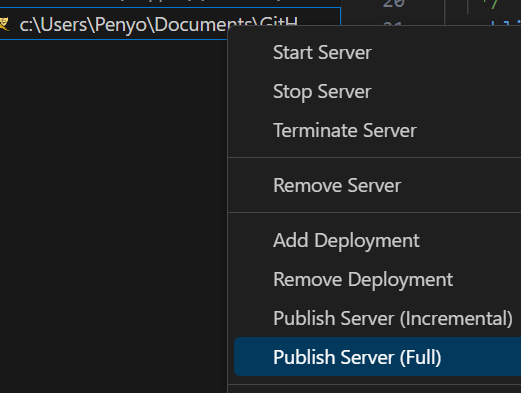 20
*/
c:\Users\Penyo\Documents\GitH
Start Server
Stop Server
Terminate Server
Remove Server
Add Deployment
Remove Deployment
Publish Server (Incremental)
Publish Server (Full)